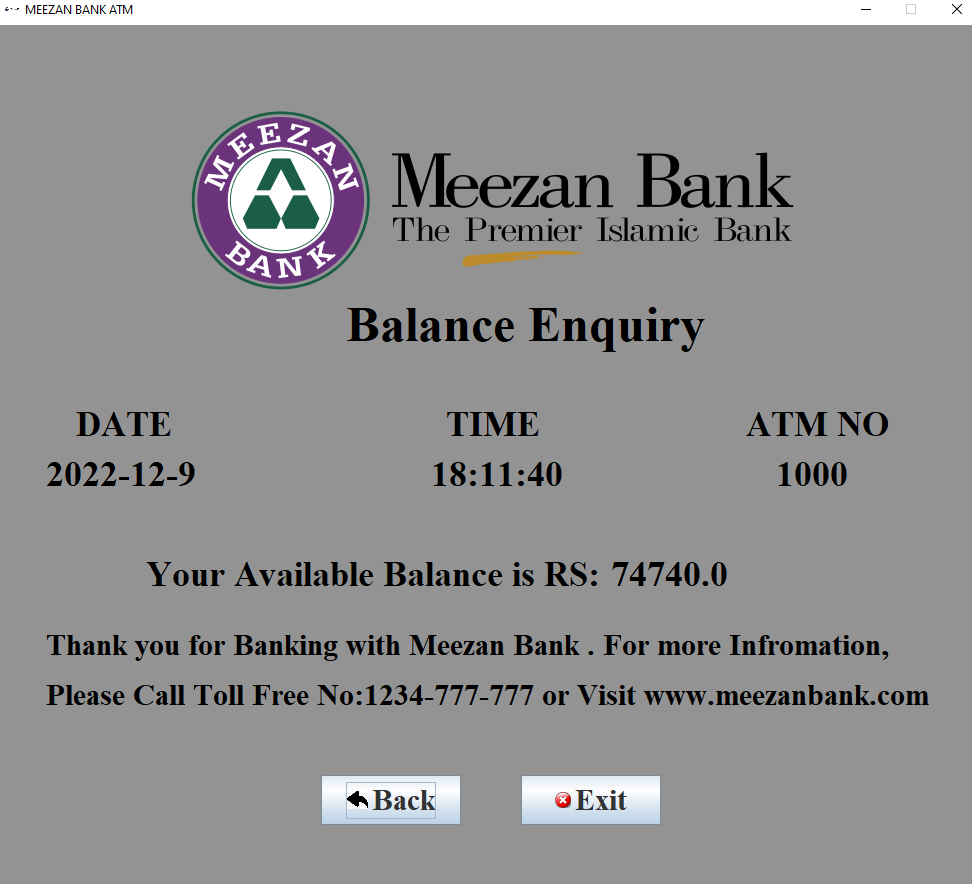 MEEZAN BANK ATM
MEEZAN
BANK
Meezan Bank
The Premier Islamic Bank
Balance Enquiry
DATE TIME ATM NO
2022-12-9 18:11:40 1000
Your Available Balance is RS: 74740.0
Thank you for Banking with Meezan Bank . For more Infromation,
Please Call Toll Free No:1234-777-777 or Visit www.meezanbank.com
Back Exit